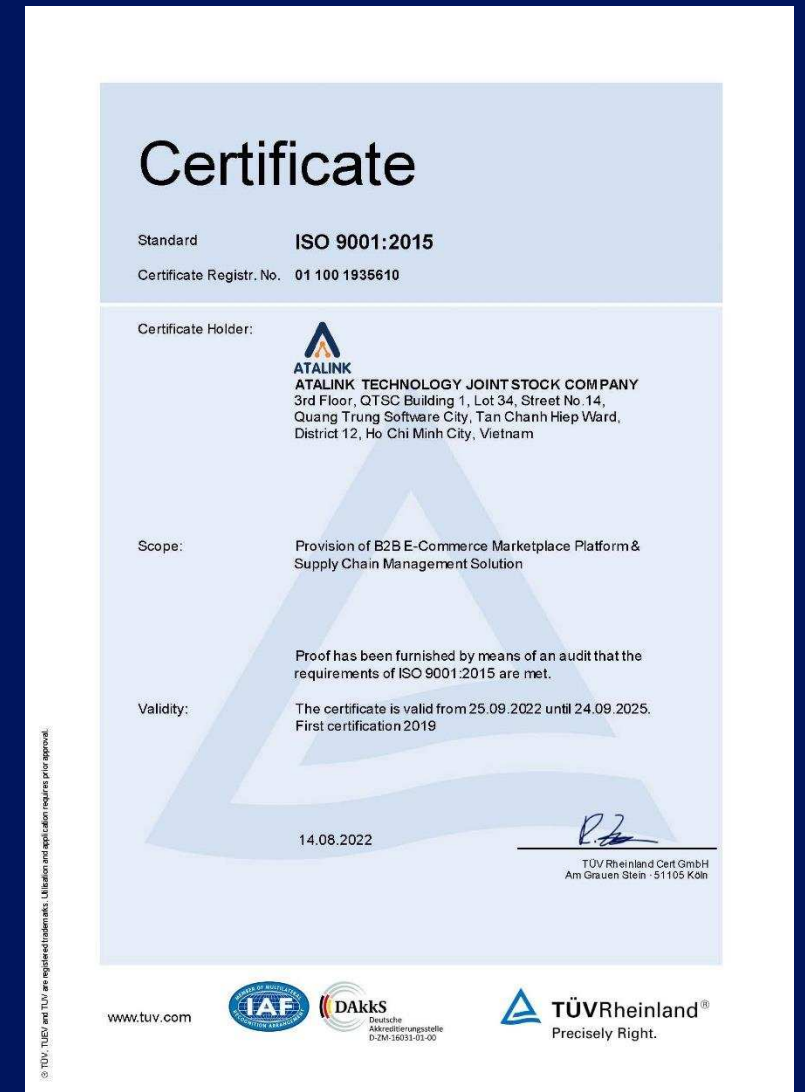 Certificate
Standard ISO 9001:2015
Certificate Registr. No. 01 100 1935610
Certificate Holder:
ATALINK
ATALINK TECHNOLOGY JOINT STOCK COMPANY
3rd Floor, QTSC Building 1, Lot 34, Street No.14,
Quang Trung Software City, Tan Chanh Hiep Ward,
District 12, Ho Chi Minh City, Vietnam
Scope: Provision of B2B E-Commerce Marketplace Platform &
Supply Chain Management Solution
Proof has been furnished by means of an audit that the
requirements of ISO 9001:2015 are met.
Validity: The certificate is valid from 25.09.2022 until 24.09.2025.
First certification 2019
14.08.2022
TÜV Rheinland Cert GmbH
Am Grauen Stein · 51105 Köln
® TÜV, TUEV and TUV are registered trademarks. Utilisation and application requires prior approval.
www.tuv.com
MEMBER OF MULTILATERAL
IAF
RECOGNITION ARRANGEMENT
DAkkS
Deutsche
Akkreditierungsstelle
D-ZM-16031-01-00
TÜVRheinland®
Precisely Right.